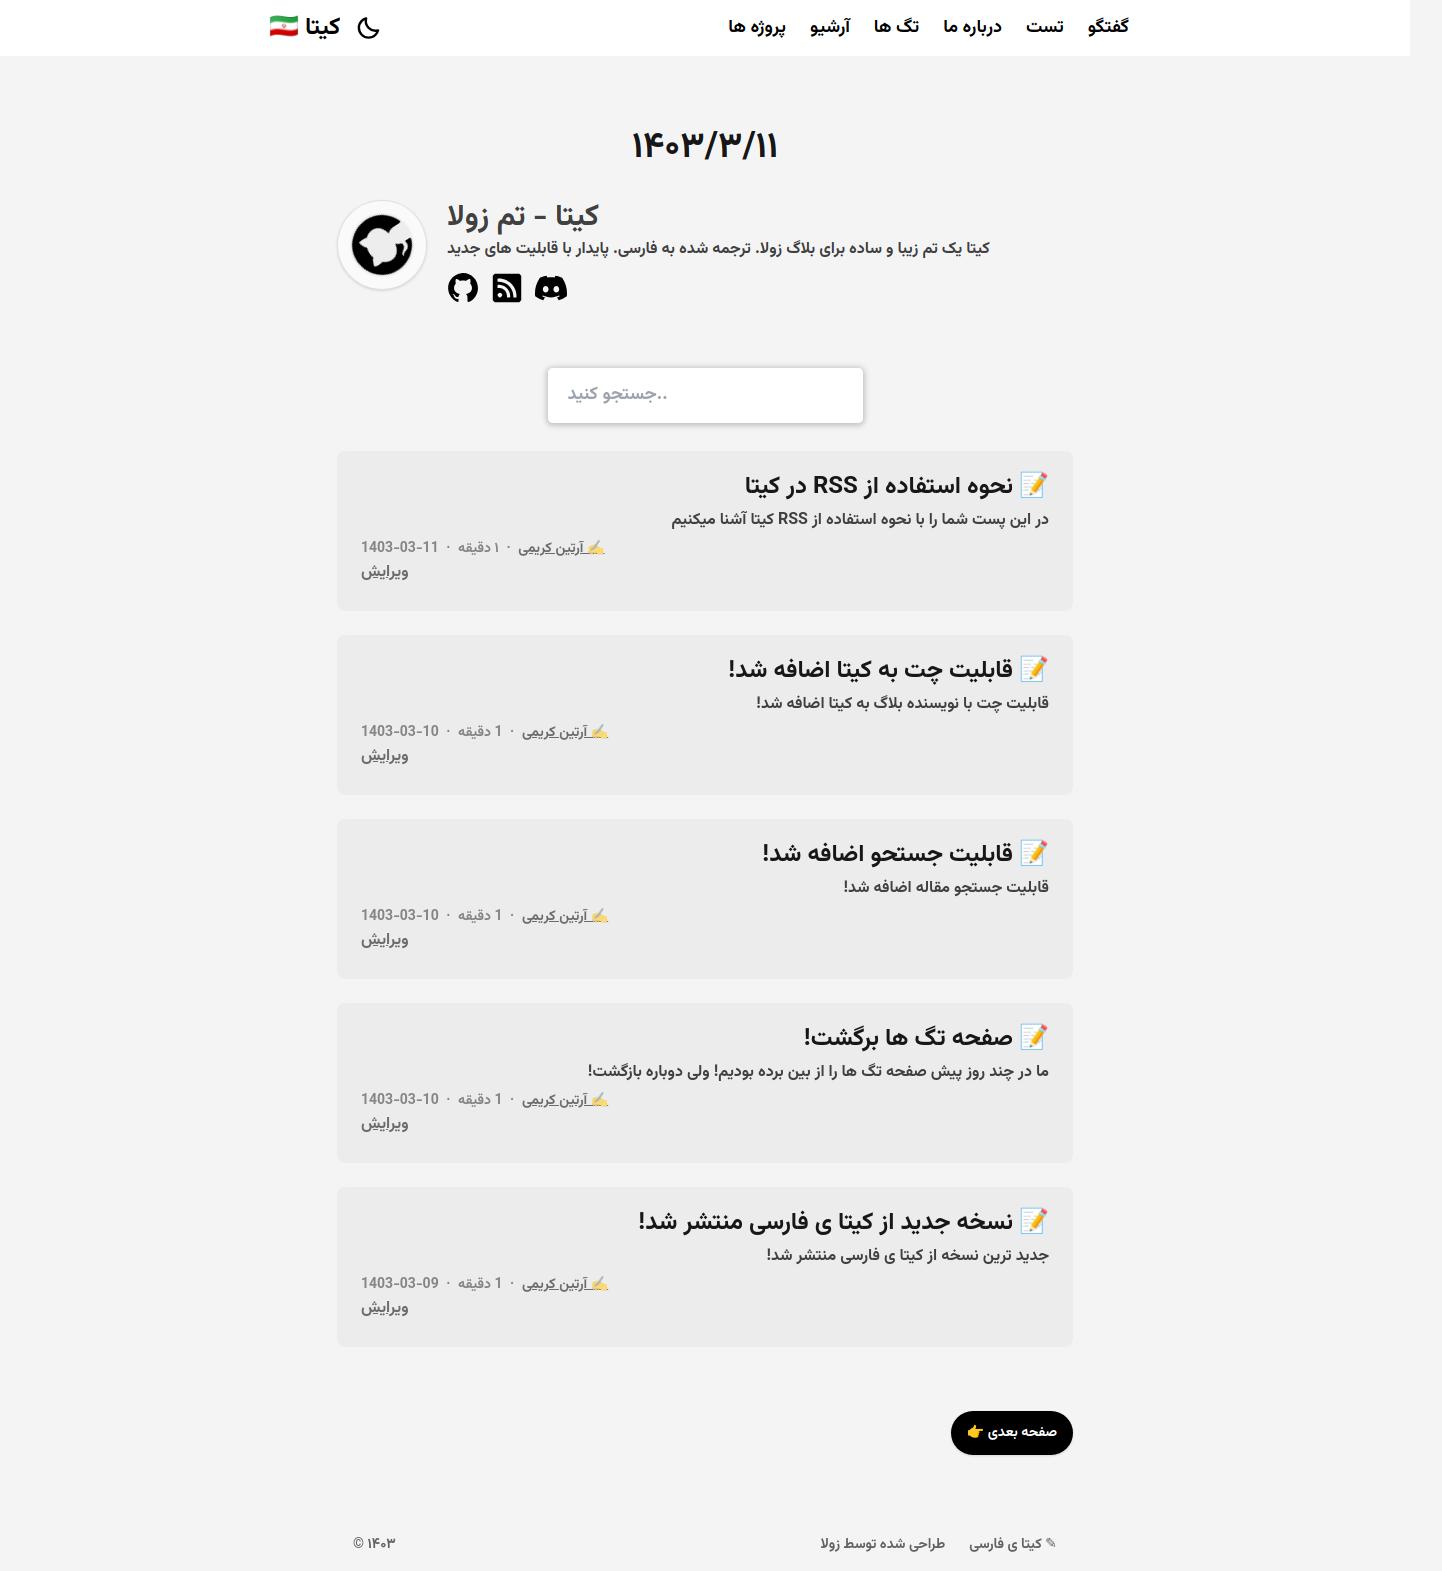 کیتا 🇮🇷
گفتگو تست درباره ما تگ ها آرشیو پروژه ها
۱۴۰۳/۳/۱۱
کیتا - تم زولا
کیتا یک تم زیبا و ساده برای بلاگ زولا. ترجمه شده به فارسی. پایدار با قابلیت های جدید
جستجو کنید..
📝 نحوه استفاده از RSS در کیتا
در این پست شما را با نحوه استفاده از RSS کیتا آشنا میکنیم
1403-03-11 · ۱ دقیقه · ✍️ آرتین کریمی
ویرایش
📝 قابلیت چت به کیتا اضافه شد!
قابلیت چت با نویسنده بلاگ به کیتا اضافه شد!
1403-03-10 · 1 دقیقه · ✍️ آرتین کریمی
ویرایش
📝 قابلیت جستحو اضافه شد!
قابلیت جستجو مقاله اضافه شد!
1403-03-10 · 1 دقیقه · ✍️ آرتین کریمی
ویرایش
📝 صفحه تگ ها برگشت!
ما در چند روز پیش صفحه تگ ها را از بین برده بودیم! ولی دوباره بازگشت!
1403-03-10 · 1 دقیقه · ✍️ آرتین کریمی
ویرایش
📝 نسخه جدید از کیتا ی فارسی منتشر شد!
جدید ترین نسخه از کیتا ی فارسی منتشر شد!
1403-03-09 · 1 دقیقه · ✍️ آرتین کریمی
ویرایش
صفحه بعدی 👉
✎ کیتا ی فارسی طراحی شده توسط زولا
© ۱۴۰۳